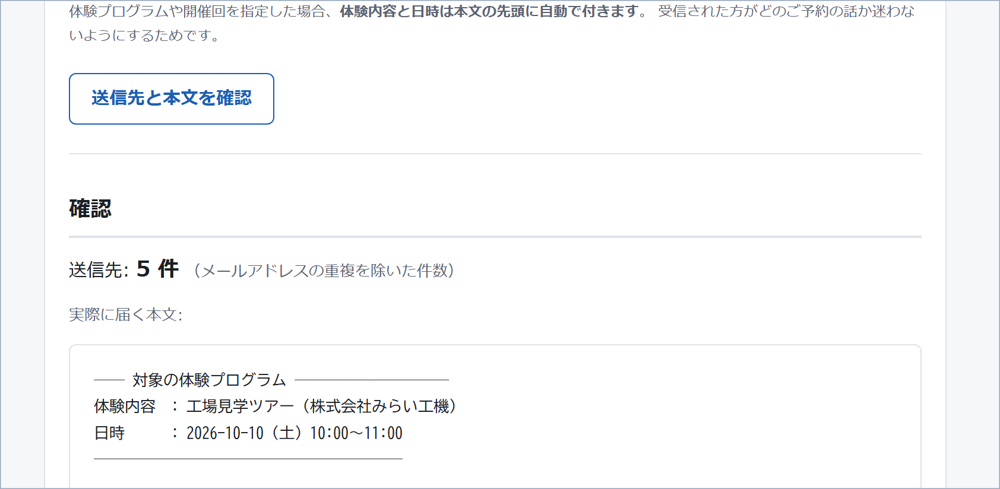 体験プログラムや開催回を指定した場合、体験内容と日時は本文の先頭に自動で付きます。 受信された方がどのご予約の話か迷わな
いようにするためです。
送信先と本文を確認
確認
送信先: 5 件 （メールアドレスの重複を除いた件数）
実際に届く本文:
―― 対象の体験プログラム ――――――――――
体験内容　： 工場見学ツアー（株式会社みらい工機）
日時　　　： 2026-10-10（土）10:00〜11:00
――――――――――――――――――――